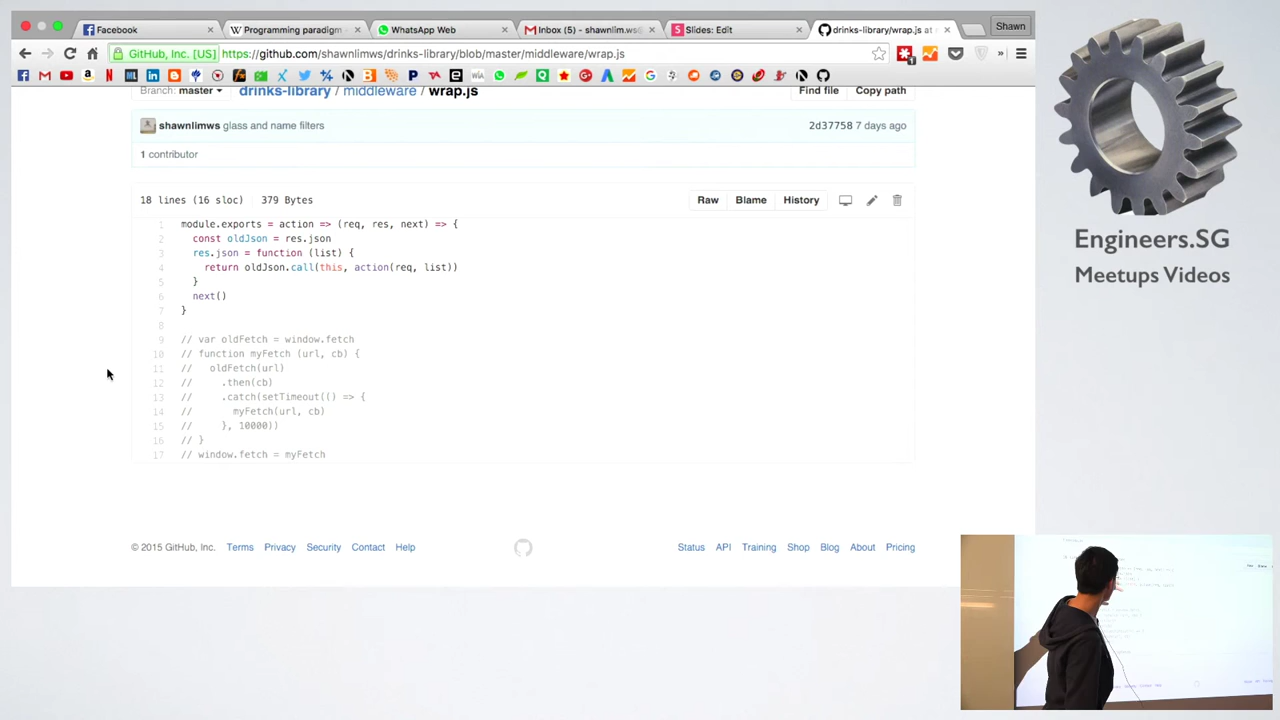 Facebook
Programming paradigm
WhatsApp Web
Inbox (5) - shawnlim.ws@
Slides: Edit
drinks-library/wrap.js at
Shawn
GitHub, Inc. [US]
https://github.com/shawnlimws/drinks-library/blob/master/middleware/wrap.js
Branch: master
drinks-library / middleware / wrap.js
Find file
Copy path
shawnlimws glass and name filters
2d37758 7 days ago
1 contributor
18 lines (16 sloc)
379 Bytes
Raw
Blame
History
1 module.exports = action => (req, res, next) => {
2 const oldJson = res.json
3 res.json = function (list) {
4 return oldJson.call(this, action(req, list))
5 }
6 next()
7 }
8
9 // var oldFetch = window.fetch
10 // function myFetch (url, cb) {
11 // oldFetch(url)
12 // .then(cb)
13 // .catch(setTimeout(() => {
14 // myFetch(url, cb)
15 // }, 10000))
16 // }
17 // window.fetch = myFetch
© 2015 GitHub, Inc.
Terms
Privacy
Security
Contact
Help
Status
API
Training
Shop
Blog
About
Pricing
Engineers.SG
Meetups Videos